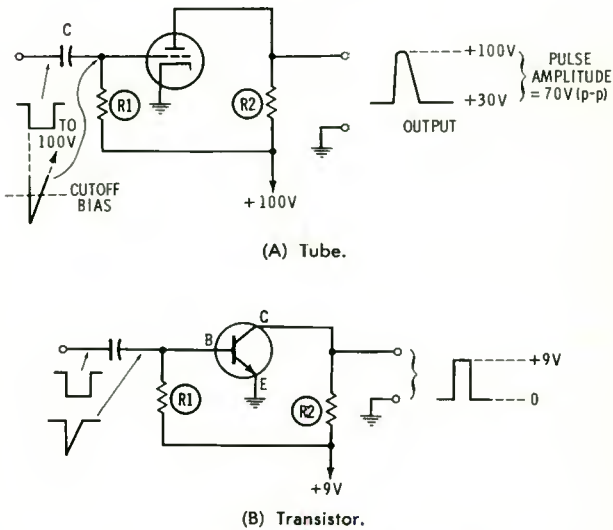 C
R1
R2
TO
100V
CUTOFF
BIAS
+100V
+100V
+30V
OUTPUT
PULSE
AMPLITUDE
=70V(p-p)
(A) Tube.
C
B
E
R1
R2
+9V
+9V
0
(B) Transistor.